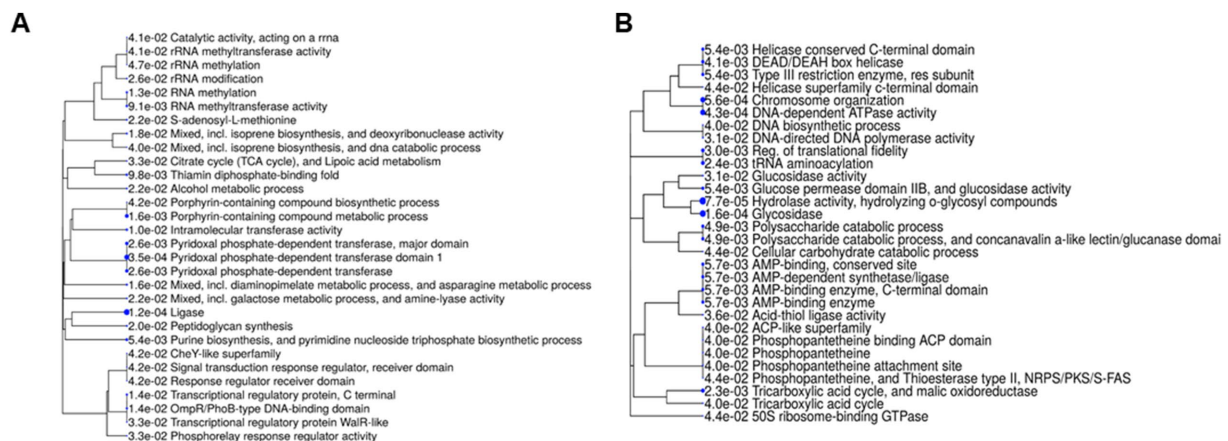 A
4.1e-02 Catalytic activity, acting on a rrna
4.1e-02 rRNA methyltransferase activity
4.7e-02 rRNA methylation
2.6e-02 rRNA modification
1.3e-02 RNA methylation
9.1e-03 RNA methyltransferase activity
2.2e-02 S-adenosyl-L-methionine
1.8e-02 Mixed, incl. isoprene biosynthesis, and deoxyribonuclease activity
4.0e-02 Mixed, incl. isoprene biosynthesis, and dna catabolic process
3.3e-02 Citrate cycle (TCA cycle), and Lipoic acid metabolism
9.8e-03 Thiamin diphosphate-binding fold
2.2e-02 Alcohol metabolic process
4.2e-02 Porphyrin-containing compound biosynthetic process
1.6e-03 Porphyrin-containing compound metabolic process
1.0e-02 Intramolecular transferase activity
2.6e-03 Pyridoxal phosphate-dependent transferase, major domain
3.5e-04 Pyridoxal phosphate-dependent transferase domain 1
2.6e-03 Pyridoxal phosphate-dependent transferase
1.6e-02 Mixed, incl. diaminopimelate metabolic process, and asparagine metabolic process
2.2e-02 Mixed, incl. galactose metabolic process, and amine-lyase activity
1.2e-04 Ligase
2.0e-02 Peptidoglycan synthesis
5.4e-03 Purine biosynthesis, and pyrimidine nucleoside triphosphate biosynthetic process
4.2e-02 CheY-like superfamily
4.2e-02 Signal transduction response regulator, receiver domain
4.2e-02 Response regulator receiver domain
1.4e-02 Transcriptional regulatory protein, C terminal
1.4e-02 OmpR/PhoB-type DNA-binding domain
3.3e-02 Transcriptional regulatory protein WalR-like
3.3e-02 Phosphorelay response regulator activity
B
5.4e-03 Helicase conserved C-terminal domain
4.1e-03 DEAD/DEAH box helicase
5.4e-03 Type III restriction enzyme, res subunit
4.4e-02 Helicase superfamily c-terminal domain
5.6e-04 Chromosome organization
4.3e-04 DNA-dependent ATPase activity
4.0e-02 DNA biosynthetic process
3.1e-02 DNA-directed DNA polymerase activity
3.0e-03 Reg. of translational fidelity
2.4e-03 tRNA aminoacylation
3.1e-02 Glucosidase activity
5.4e-03 Glucose permease domain IIB, and glucosidase activity
7.7e-05 Hydrolase activity, hydrolyzing o-glycosyl compounds
1.6e-04 Glycosidase
4.9e-03 Polysaccharide catabolic process
4.9e-03 Polysaccharide catabolic process, and concanavalin a-like lectin/glucanase domai
4.4e-02 Cellular carbohydrate catabolic process
5.7e-03 AMP-binding, conserved site
5.7e-03 AMP-dependent synthetase/ligase
5.7e-03 AMP-binding enzyme, C-terminal domain
5.7e-03 AMP-binding enzyme
3.6e-02 Acid-thiol ligase activity
4.0e-02 ACP-like superfamily
4.0e-02 Phosphopantetheine binding ACP domain
4.0e-02 Phosphopantetheine
4.0e-02 Phosphopantetheine attachment site
4.4e-02 Phosphopantetheine, and Thioesterase type II, NRPS/PKS/S-FAS
2.3e-03 Tricarboxylic acid cycle, and malic oxidoreductase
4.0e-02 Tricarboxylic acid cycle
4.4e-02 50S ribosome-binding GTPase